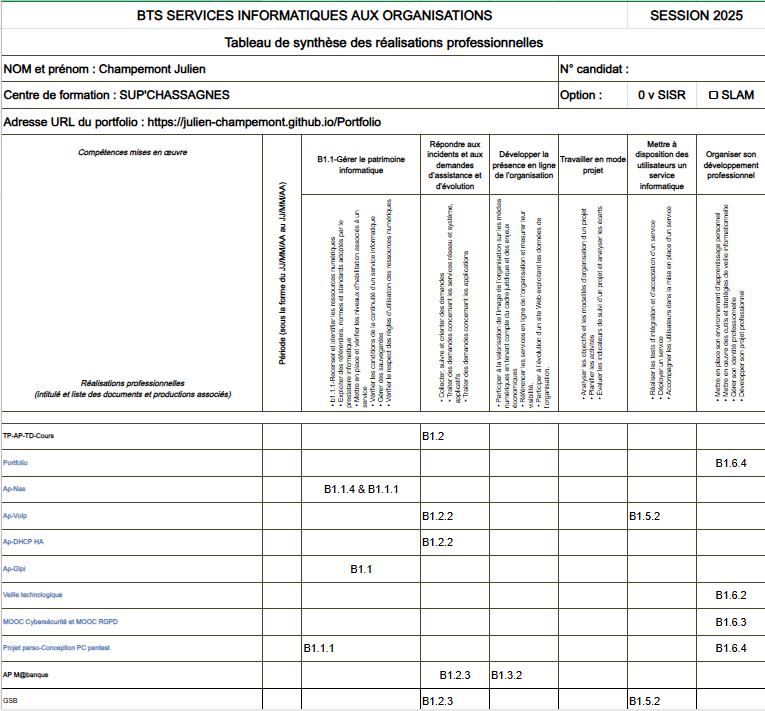 BTS SERVICES INFORMATIQUES AUX ORGANISATIONS SESSION 2025
Tableau de synthèse des réalisations professionnelles
NOM et prénom : Champemont Julien N° candidat :
Centre de formation : SUP'CHASSAGNES Option : 0 v SISR ☐ SLAM
Adresse URL du portfolio : https://julien-champemont.github.io/Portfolio
Compétences mises en œuvre
Réalisations professionnelles
(intitulé et liste des documents et productions associés)
Période (sous la forme du JJ/MM/AA au JJ/MM/AA)
B1.1-Gérer le patrimoine
informatique
Répondre aux
incidents et aux
demandes
d'assistance et
d'évolution
Développer la
présence en ligne
de l'organisation
Travailler en mode
projet
Mettre à
disposition des
utilisateurs un
service
informatique
Organiser son
développement
professionnel
• b1.1.1-Recenser et identifier les ressources numériques
• Exploiter des référentiels, normes et standards adoptés par le
prestataire informatique
• Mettre en place et vérifier les niveaux d'habilitation associés à un
service
• Vérifier les conditions de la continuité d'un service informatique
• Gérer des sauvegardes
• Vérifier le respect des règles d'utilisation des ressources numériques
• Collecter, suivre et orienter des demandes
• Traiter des demandes concernant les services réseau et système,
applicatifs
• Traiter des demandes concernant les applications
• Participer à la valorisation de l'image de l'organisation sur les médias
numériques en tenant compte du cadre juridique et des enjeux
économiques
• Référencer les services en ligne de l'organisation et mesurer leur
visibilité.
• Participer à l'évolution d'un site Web exploitant les données de
l'organisation.
• Analyser les objectifs et les modalités d'organisation d'un projet
• Planifier les activités
• Évaluer les indicateurs de suivi d'un projet et analyser les écarts
• Réaliser les tests d'intégration et d'acceptation d'un service
• Déployer un service
• Accompagner les utilisateurs dans la mise en place d'un service
• Mettre en place son environnement d'apprentissage personnel
• Mettre en œuvre des outils et stratégies de veille informationnelle
• Gérer son identité professionnelle
• Développer son projet professionnel
TP-AP-TD-Cours B1.2
Portfolio B1.6.4
Ap-Nas B1.1.4 & B1.1.1
Ap-VoIp B1.2.2 B1.5.2
Ap-DHCP HA B1.2.2
Ap-Glpi B1.1
Veille technologique B1.6.2
MOOC Cybersécurité et MOOC RGPD B1.6.3
Projet perso-Conception PC pentest B1.1.1 B1.6.4
AP M@banque B1.2.3 B1.3.2
GSB B1.2.3 B1.5.2